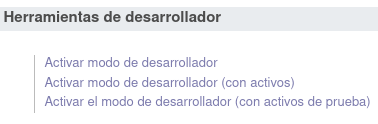 Herramientas de desarrollador
Activar modo de desarrollador
Activar modo de desarrollador (con activos)
Activar el modo de desarrollador (con activos de prueba)